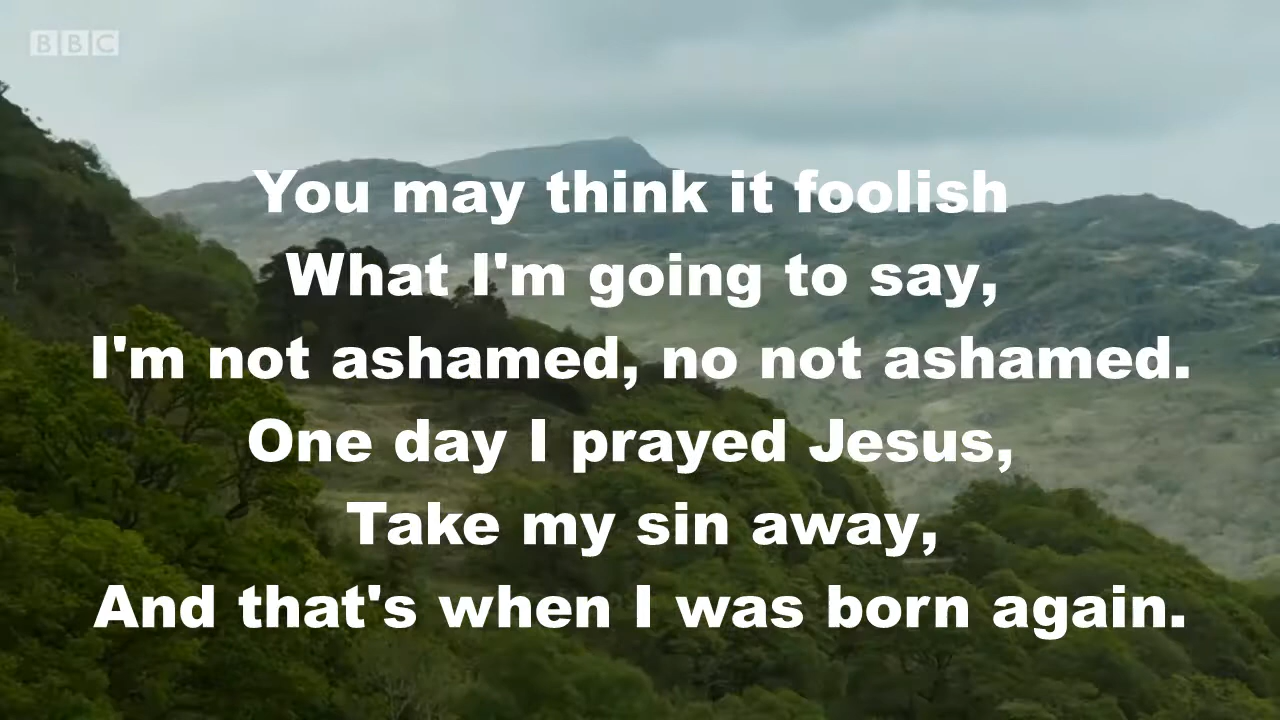 BBC
You may think it foolish
What I'm going to say,
I'm not ashamed, no not ashamed.
One day I prayed Jesus,
Take my sin away,
And that's when I was born again.